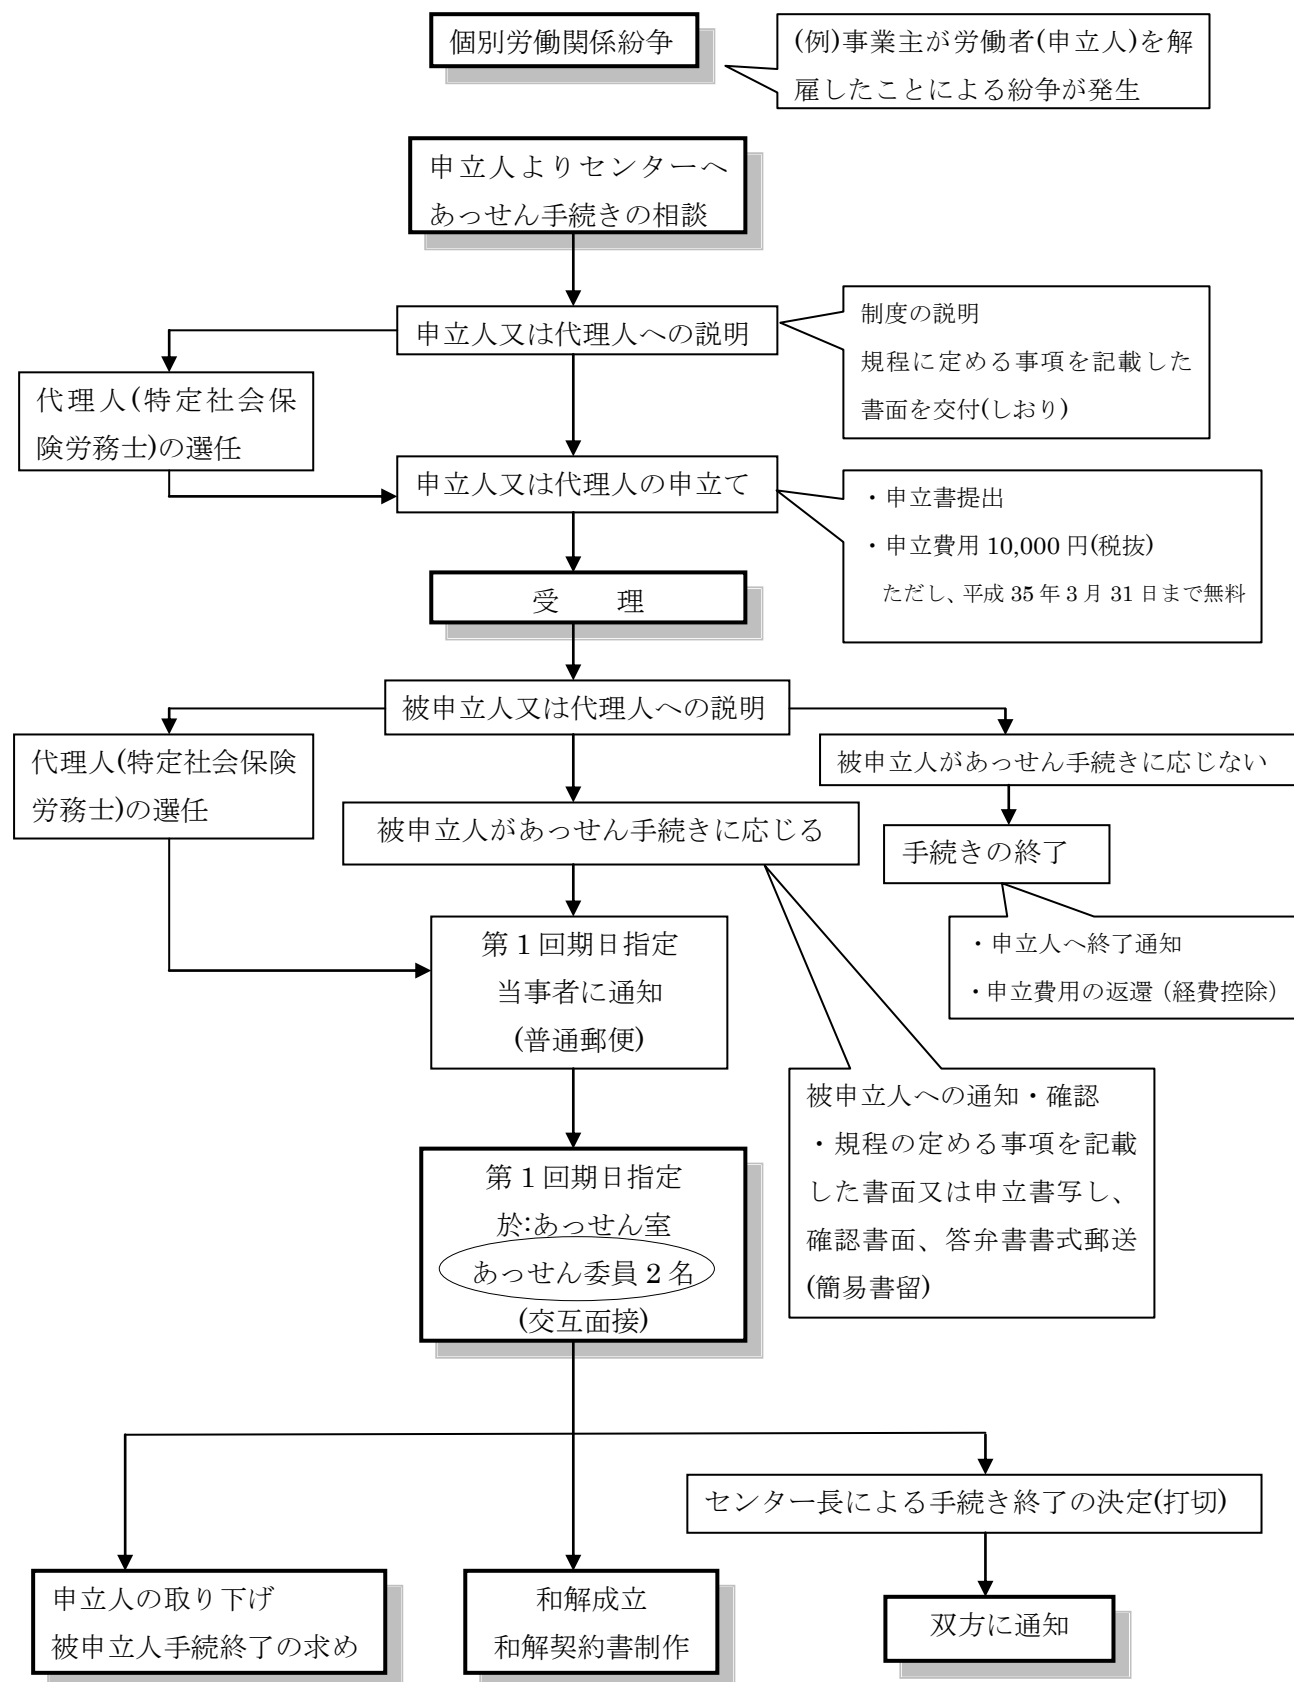 個別労働関係紛争
(例)事業主が労働者(申立人)を解
雇したことによる紛争が発生
申立人よりセンターへ
あっせん手続きの相談
申立人又は代理人への説明
制度の説明
規程に定める事項を記載した
書面を交付(しおり)
代理人(特定社会保
険労務士)の選任
申立人又は代理人の申立て
・申立書提出
・申立費用 10,000 円(税抜)
ただし、平成 35 年 3 月 31 日まで無料
受　　理
被申立人又は代理人への説明
代理人(特定社会保険
労務士)の選任
被申立人があっせん手続きに応じない
被申立人があっせん手続きに応じる
手続きの終了
・申立人へ終了通知
・申立費用の返還（経費控除）
第 1 回期日指定
当事者に通知
(普通郵便)
被申立人への通知・確認
・規程の定める事項を記載
した書面又は申立書写し、
確認書面、答弁書書式郵送
(簡易書留)
第 1 回期日指定
於:あっせん室
あっせん委員 2 名
(交互面接)
センター長による手続き終了の決定(打切)
申立人の取り下げ
被申立人手続終了の求め
和解成立
和解契約書制作
双方に通知